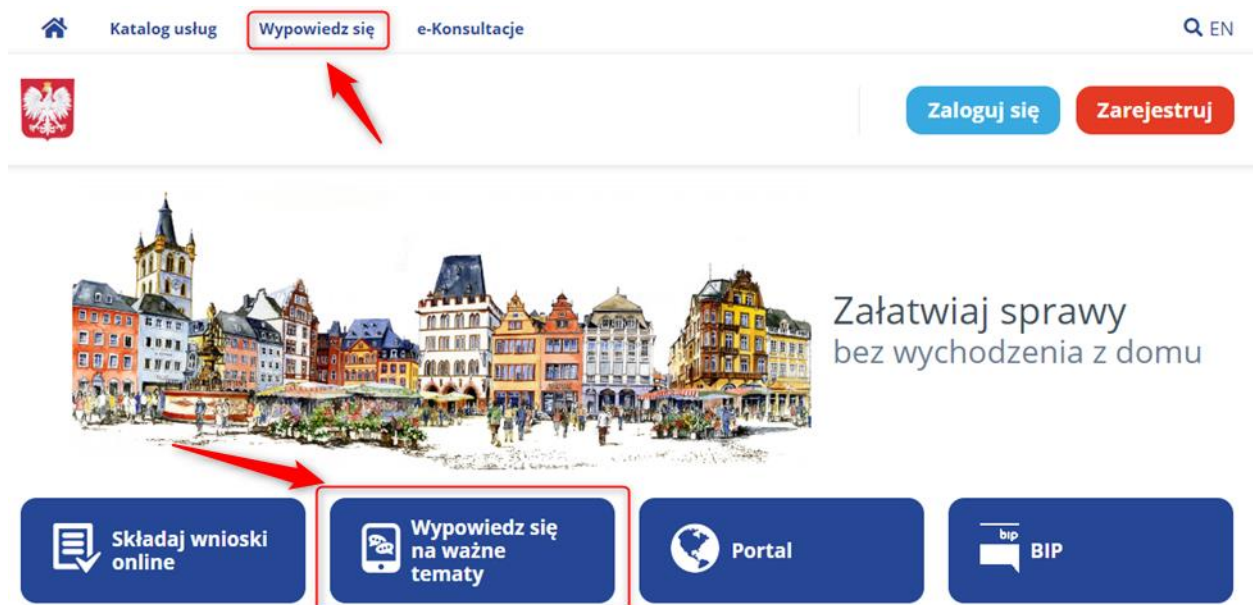 Katalog usług Wypowiedz się e-Konsultacje EN
Zaloguj się Zarejestruj
Załatwiaj sprawy
bez wychodzenia z domu
Składaj wnioski
online
Wypowiedz się
na ważne
tematy
Portal
bip
BIP